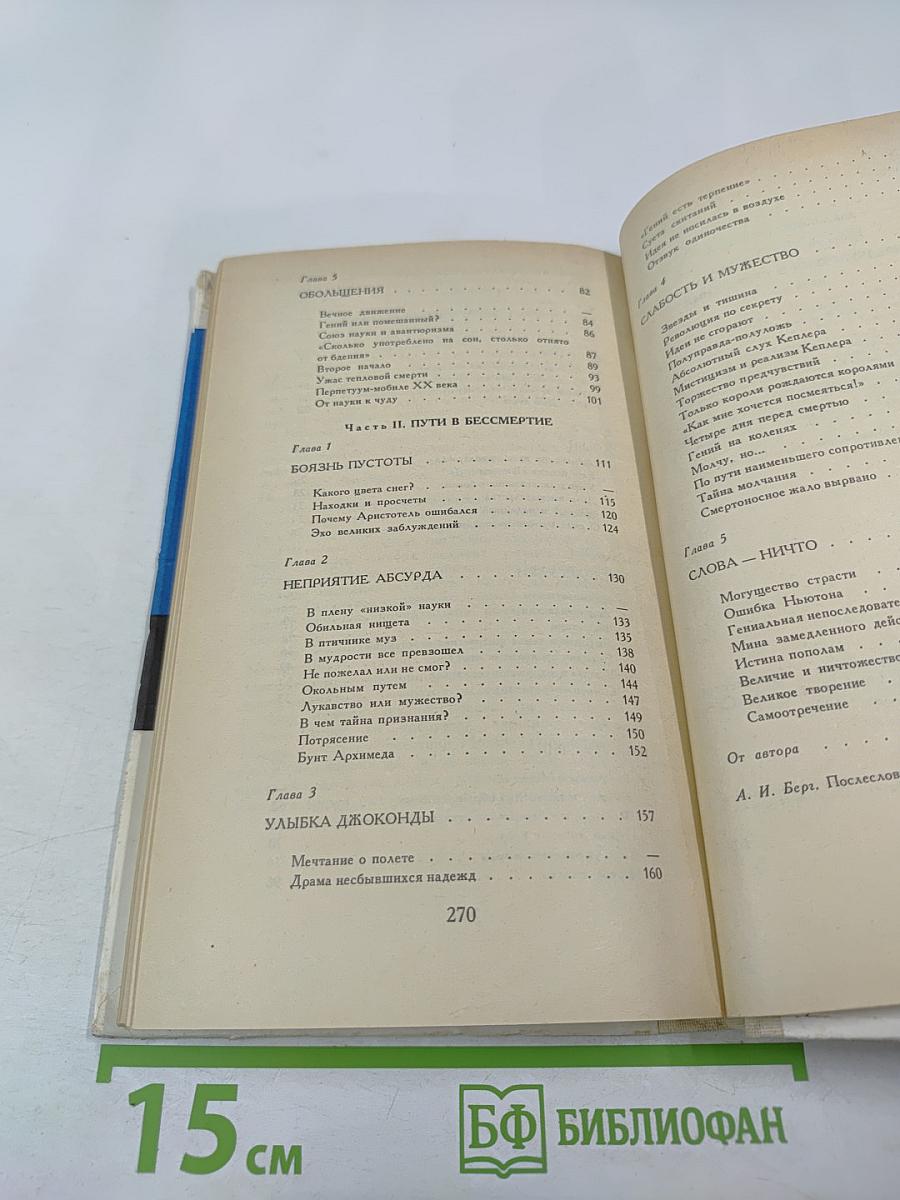 Глава 5
ОБОЛЬЩЕНИЯ . . . . . . . . . . . . 82
Вечное движение . . . . . . . . . . —
Гений или помешанный? . . . . . . . . 84
Союз науки и авантюризма . . . . . . . 86
«Сколько употреблено на сон, столько отнято
от бдения» . . . . . . . . . . . . 87
Второе начало . . . . . . . . . . . 89
Ужас тепловой смерти . . . . . . . . . 93
Перпетуум-мобиле XX века . . . . . . . 99
От науки к чуду . . . . . . . . . . 101
Часть II. ПУТИ В БЕССМЕРТИЕ
Глава 1
БОЯЗНЬ ПУСТОТЫ . . . . . . . . . . 111
Какого цвета снег? . . . . . . . . . —
Находки и просчеты . . . . . . . . . 115
Почему Аристотель ошибался . . . . . . 120
Эхо великих заблуждений . . . . . . . 124
Глава 2
НЕПРИЯТИЕ АБСУРДА . . . . . . . . 130
В плену «низкой» науки . . . . . . . . —
Обильная нищета . . . . . . . . . . 133
В птичнике муз . . . . . . . . . . 135
В мудрости все превзошел . . . . . . . 138
Не пожелал или не смог? . . . . . . . 140
Окольным путем . . . . . . . . . . 144
Лукавство или мужество? . . . . . . . 147
В чем тайна признания? . . . . . . . . 149
Потрясение . . . . . . . . . . . . 150
Бунт Архимеда . . . . . . . . . . . 152
Глава 3
УЛЫБКА ДЖОКОНДЫ . . . . . . . . . 157
Мечтание о полете . . . . . . . . . . —
Драма несбывшихся надежд . . . . . . . 160
270
«Гений есть терпение» . . . . .
Суета скитаний . . . . . .
Идея не носилась в воздухе . . . .
Отзвук одиночества . . . . .
Глава 4
СЛАБОСТЬ И МУЖЕСТВО . . . .
Звезды и тишина . . . . .
Революция по секрету . . . .
Идеи не сгорают . . . . .
Полуправда-полуложь . . . .
Абсолютный слух Кеплера . . .
Мистицизм и реализм Кеплера . .
Торжество предчувствий . . . .
Только короли рождаются королями
«Как мне хочется посмеяться!» . .
Четыре дня перед смертью . . .
Гений на коленях . . . .
Молчу, но... . . . .
По пути наименьшего сопротивлен
Тайна молчания . . . .
Смертоносное жало вырвано . .
Глава 5
СЛОВА — НИЧТО . . . .
Могущество страсти . .
Ошибка Ньютона . . .
Гениальная непоследовате
Мина замедленного дейс
Истина пополам . . .
Величие и ничтожество
Великое творение . .
Самоотречение . .
От автора . . . .
А. И. Берг. Послеслов
15 см
БФ БИБЛИОФАН